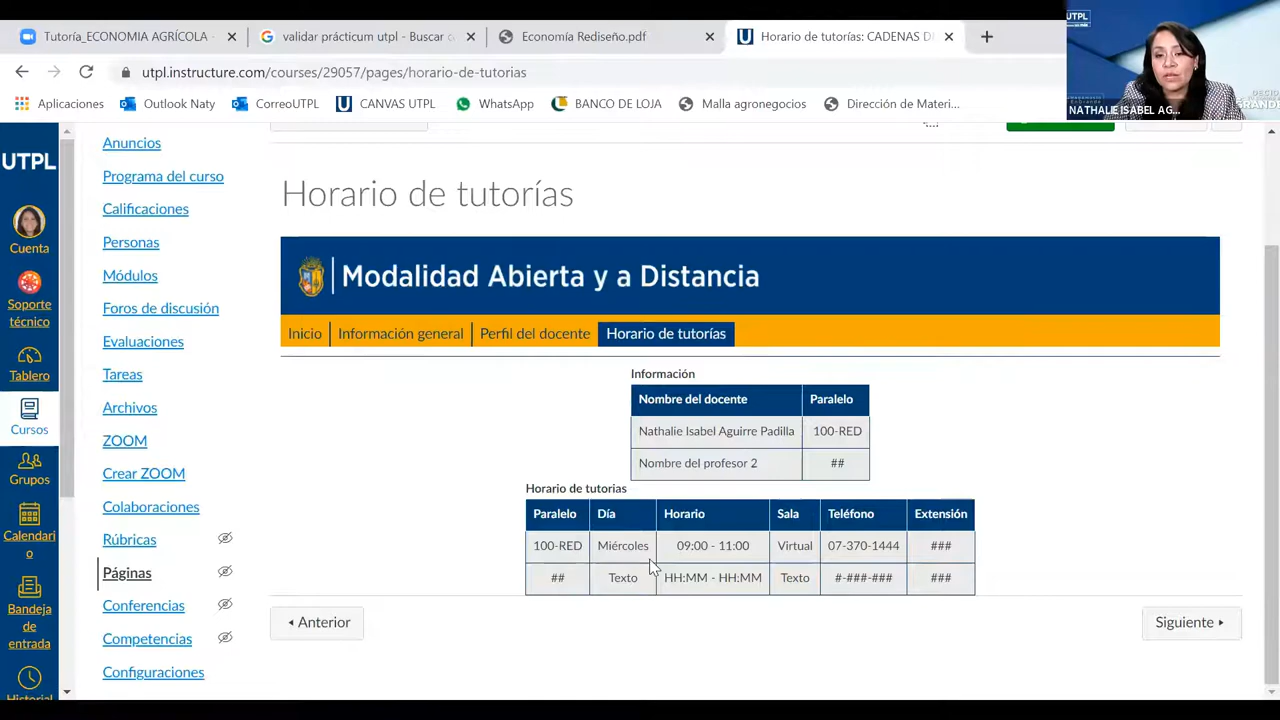 Tutoría_ECONOMIA AGRÍCOLA -
validar prácticum utpl - Buscar c
Economía Rediseño.pdf
Horario de tutorías: CADENAS D
utpl.instructure.com/courses/29057/pages/horario-de-tutorias
Aplicaciones
Outlook Naty
CorreoUTPL
CANVAS UTPL
WhatsApp
BANCO DE LOJA
Malla agronegocios
Dirección de Materi...
UTPL
NATHALIE ISABEL AG...
UTPL
Cuenta
Soporte
técnico
Tablero
Cursos
Grupos
Calendari
o
Bandeja
de
entrada
Historial
Anuncios
Programa del curso
Calificaciones
Personas
Módulos
Foros de discusión
Evaluaciones
Tareas
Archivos
ZOOM
Crear ZOOM
Colaboraciones
Rúbricas
Páginas
Conferencias
Competencias
Configuraciones
Horario de tutorías
Modalidad Abierta y a Distancia
Inicio
Información general
Perfil del docente
Horario de tutorías
Información
Nombre del docente Paralelo
Nathalie Isabel Aguirre Padilla 100-RED
Nombre del profesor 2 ##
Horario de tutorias
Paralelo Día Horario Sala Teléfono Extensión
100-RED Miércoles 09:00 - 11:00 Virtual 07-370-1444 ###
## Texto HH:MM - HH:MM Texto #-###-### ###
Anterior
Siguiente